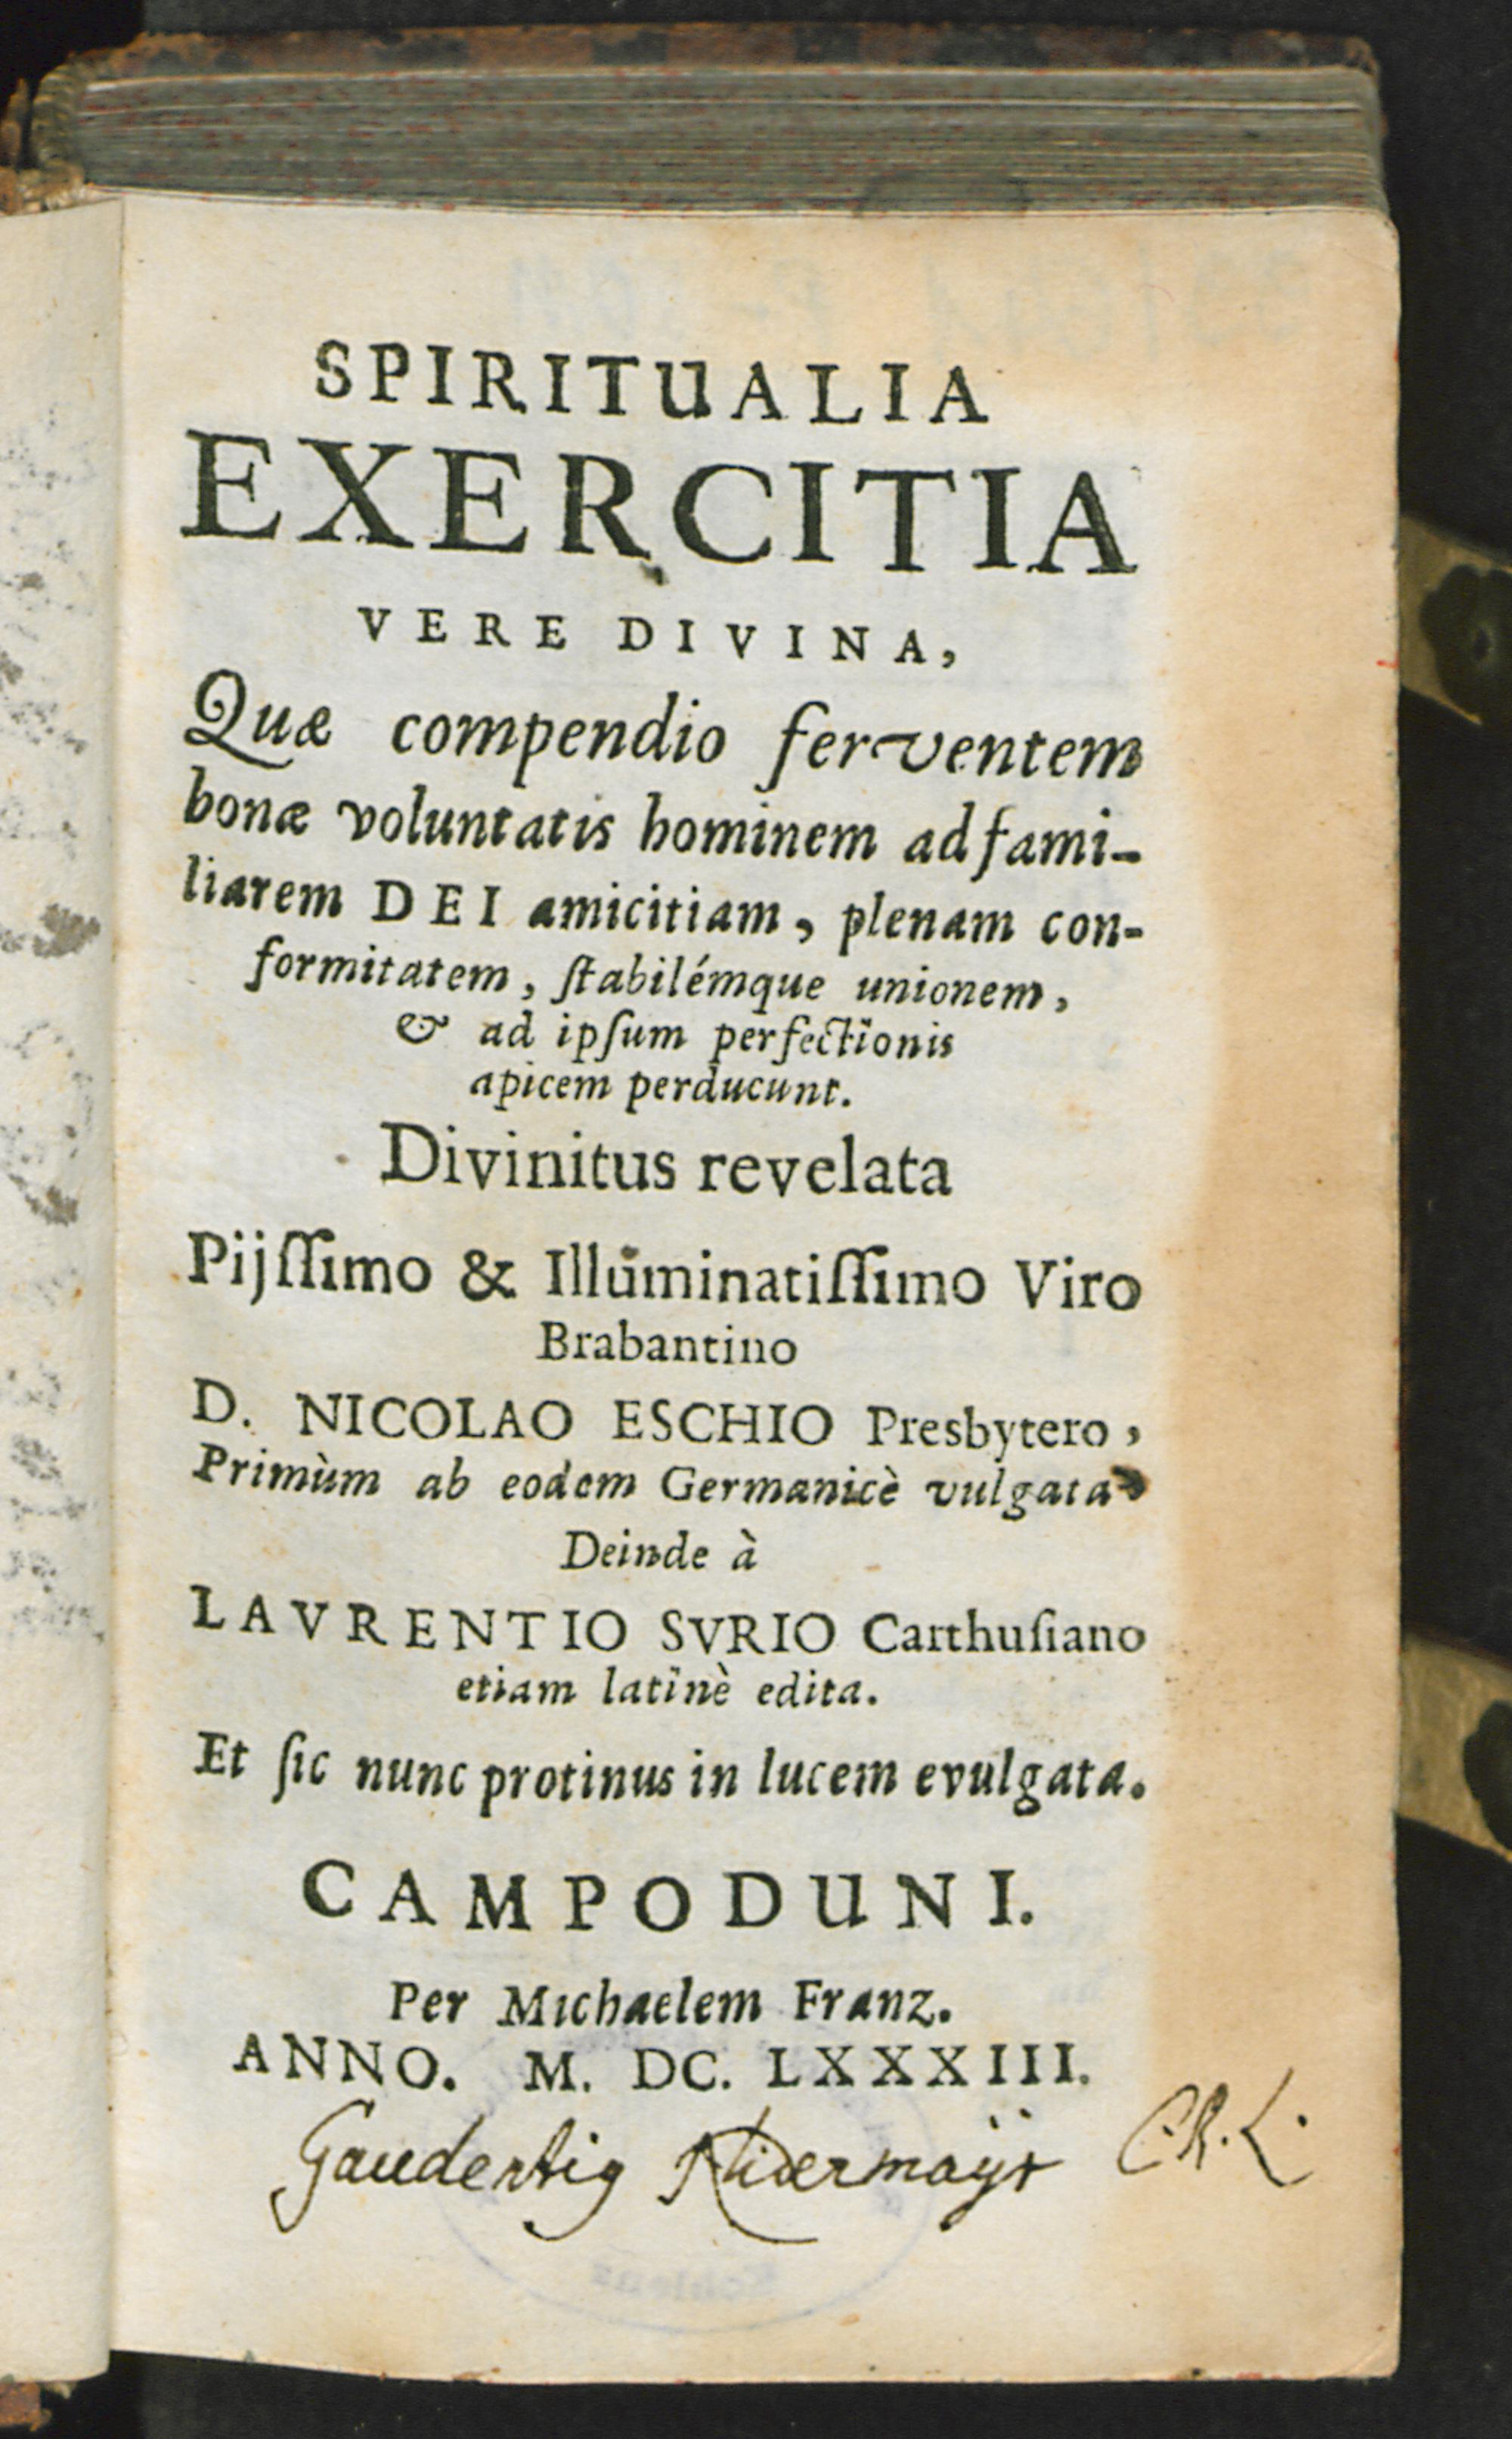 SPIRITUALIA
EXERCITIA
VERE DIVINA,
Quæ compendio ferventem
bonæ voluntatis hominem ad fami-
liarem DEI amicitiam, plenam con-
formitatem, ſtabilémque unionem,
& ad ipſum perfectionis
apicem perducunt.
Divinitus revelata
Pijſſimo & Illuminatiſſimo Viro
Brabantino
D. NICOLAO ESCHIO Presbytero,
Primùm ab eodem Germanicè vulgata
Deinde à
LAVRENTIO SVRIO Carthuſiano
etiam latinè edita.
Et ſic nunc protinus in lucem evulgata.
CAMPODUNI.
Per Michaelem Franz.
ANNO. M. DC. LXXXIII.